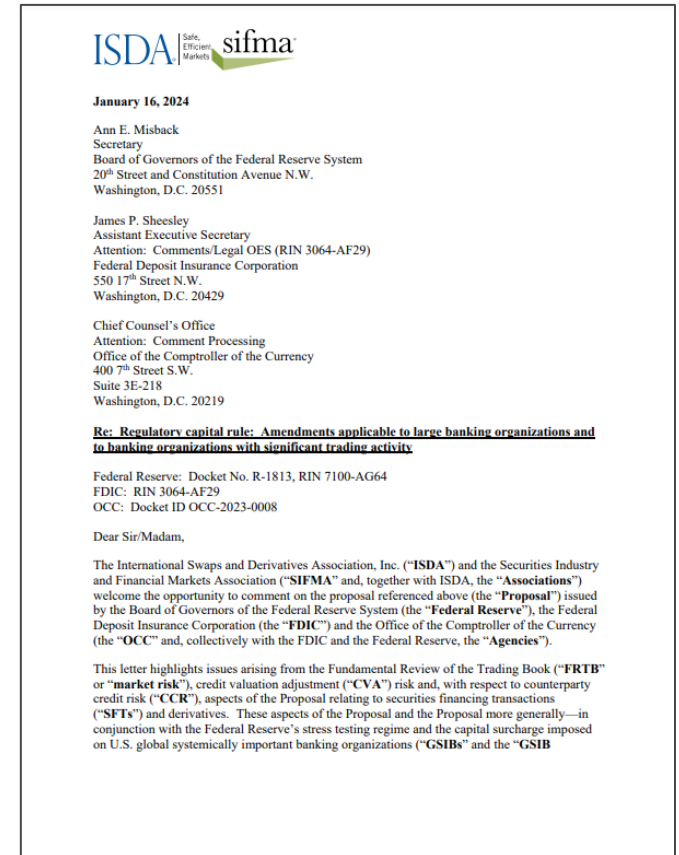 ISDA® Safe, Efficient Markets sifma
January 16, 2024
Ann E. Misback
Secretary
Board of Governors of the Federal Reserve System
20th Street and Constitution Avenue N.W.
Washington, D.C. 20551
James P. Sheesley
Assistant Executive Secretary
Attention: Comments/Legal OES (RIN 3064-AF29)
Federal Deposit Insurance Corporation
550 17th Street N.W.
Washington, D.C. 20429
Chief Counsel's Office
Attention: Comment Processing
Office of the Comptroller of the Currency
400 7th Street S.W.
Suite 3E-218
Washington, D.C. 20219
Re: Regulatory capital rule: Amendments applicable to large banking organizations and
to banking organizations with significant trading activity
Federal Reserve: Docket No. R-1813, RIN 7100-AG64
FDIC: RIN 3064-AF29
OCC: Docket ID OCC-2023-0008
Dear Sir/Madam,
The International Swaps and Derivatives Association, Inc. (“ISDA”) and the Securities Industry
and Financial Markets Association (“SIFMA” and, together with ISDA, the “Associations”)
welcome the opportunity to comment on the proposal referenced above (the “Proposal”) issued
by the Board of Governors of the Federal Reserve System (the “Federal Reserve”), the Federal
Deposit Insurance Corporation (the “FDIC”) and the Office of the Comptroller of the Currency
(the “OCC” and, collectively with the FDIC and the Federal Reserve, the “Agencies”).
This letter highlights issues arising from the Fundamental Review of the Trading Book (“FRTB”
or “market risk”), credit valuation adjustment (“CVA”) risk and, with respect to counterparty
credit risk (“CCR”), aspects of the Proposal relating to securities financing transactions
(“SFTs”) and derivatives. These aspects of the Proposal and the Proposal more generally—in
conjunction with the Federal Reserve’s stress testing regime and the capital surcharge imposed
on U.S. global systemically important banking organizations (“GSIBs” and the “GSIB